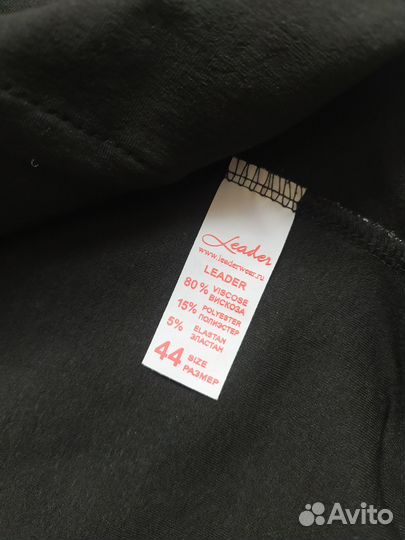 Leader
www.leaderwear.ru
LEADER
80% VISCOSE
ВИСКОЗА
15% POLYESTER
ПОЛИЭСТЕР
5% ELASTAN
ЭЛАСТАН
44 SIZE
РАЗМЕР
Avito